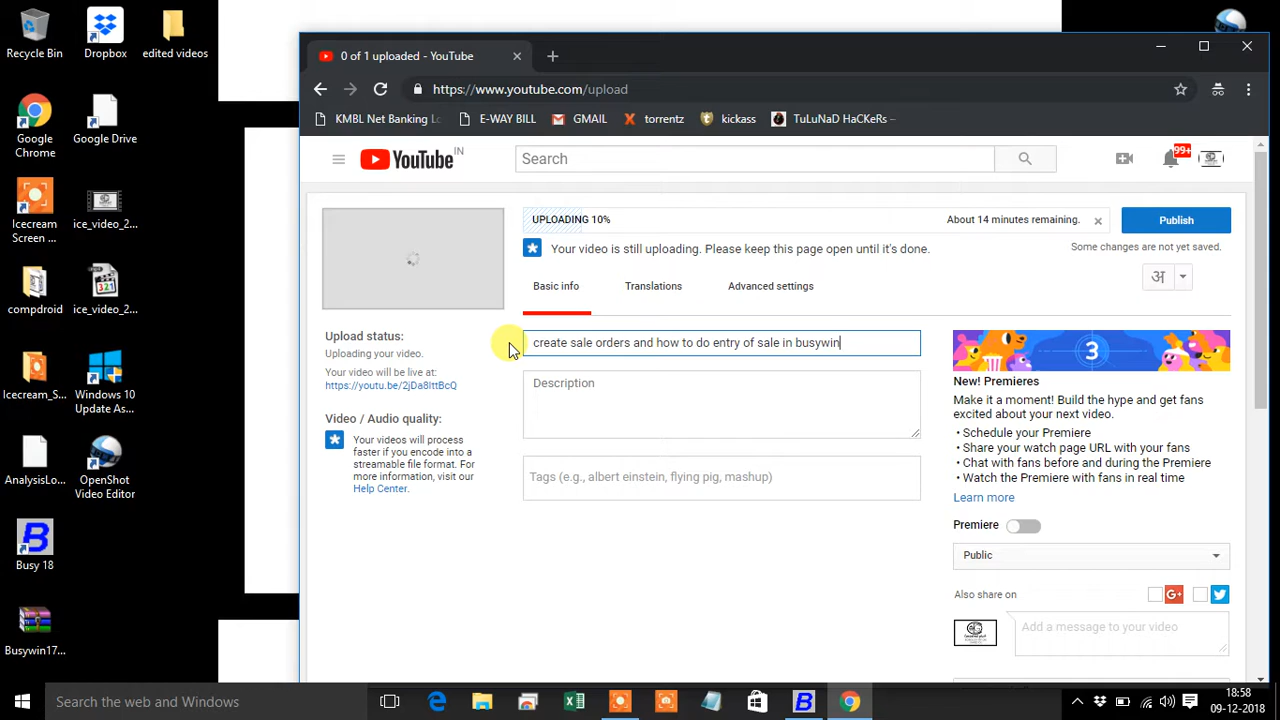 Recycle Bin
Dropbox
edited videos
Google Chrome
Google Drive
Icecream Screen ...
ice_video_2...
compdroid
ice_video_2...
Icecream_S...
Windows 10 Update As...
AnalysisLo...
OpenShot Video Editor
Busy 18
Busywin17...
0 of 1 uploaded - YouTube
https://www.youtube.com/upload
KMBL Net Banking Lo
E-WAY BILL
GMAIL
torrentz
kickass
TuLuNaD HaCKeRs –
YouTube IN
Search
99+
UPLOADING 10%
About 14 minutes remaining.
Publish
Your video is still uploading. Please keep this page open until it's done.
Some changes are not yet saved.
Basic info
Translations
Advanced settings
अ
Upload status:
Uploading your video.
Your video will be live at:
https://youtu.be/2jDa8IttBcQ
Video / Audio quality:
Your videos will process
faster if you encode into a
streamable file format. For
more information, visit our
Help Center.
create sale orders and how to do entry of sale in busywin
Description
Tags (e.g., albert einstein, flying pig, mashup)
3
New! Premieres
Make it a moment! Build the hype and get fans
excited about your next video.
• Schedule your Premiere
• Share your watch page URL with your fans
• Chat with fans before and during the Premiere
• Watch the Premiere with fans in real time
Learn more
Premiere
Public
Also share on
G+
Add a message to your video
Search the web and Windows
18:58
09-12-2018